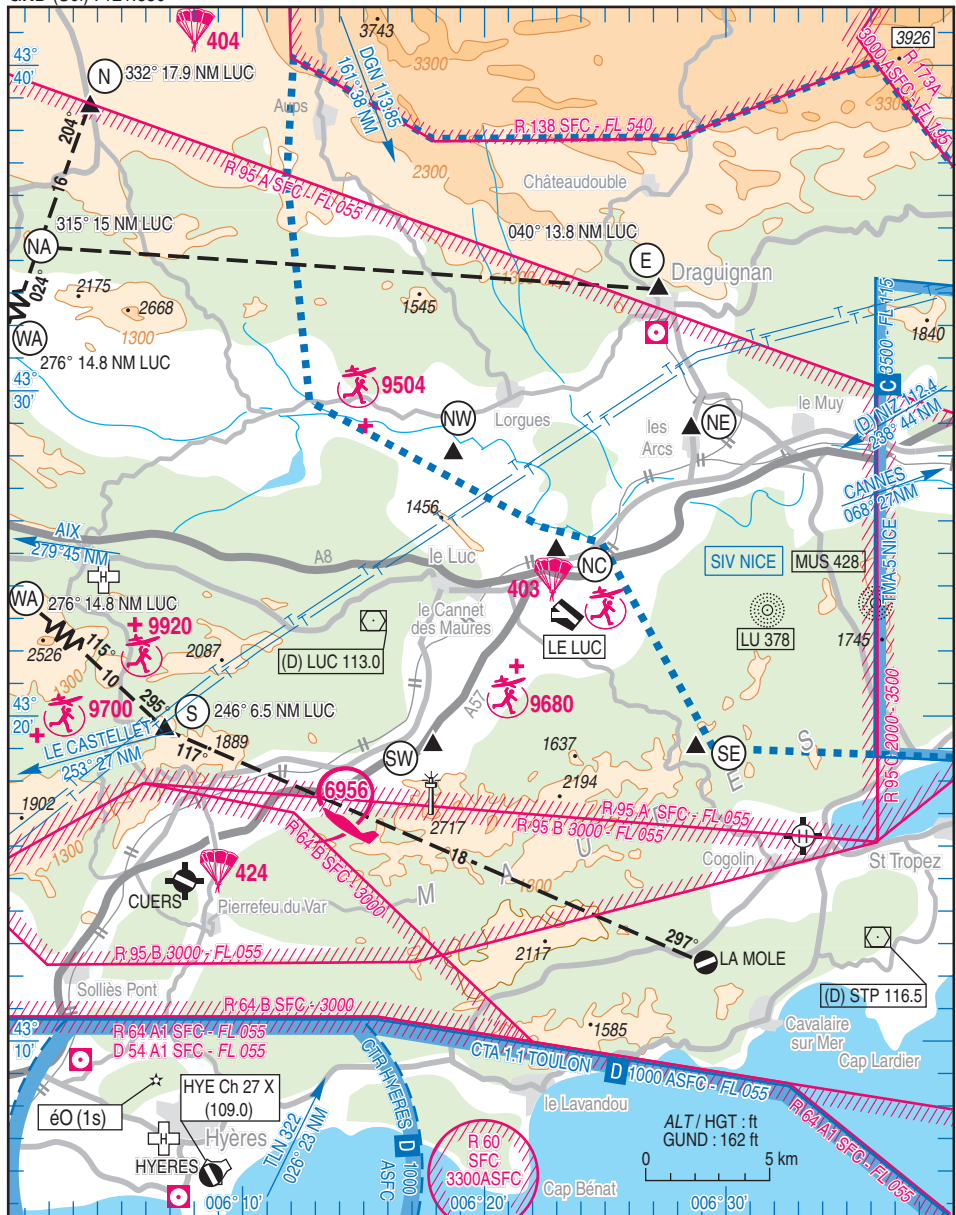 404
3743
3300
3926
43°
40'
N
332° 17.9 NM LUC
DGN 113.85
161° 38 NM
R 173A
3000 ASFC - FL 195
3300
Aups
204°
R 138 SFC - FL 540
2300
16
R 95 A SFC - FL 055
Châteaudouble
315° 15 NM LUC
040° 13.8 NM LUC
NA
E
1300
Draguignan
024°
2175
2668
1300
1545
WA
276° 14.8 NM LUC
1840
C 3500 - FL 115
TMA 5 NICE
43°
30'
9504
NW
Lorgues
NE
les
Arcs
le Muy
(D) NIZ 112.4
238° 44 NM
CANNES
068° 27NM
1456
AIX
279°45 NM
A8
le Luc
NC
403
SIV NICE
MUS 428
WA
276° 14.8 NM LUC
H
le Cannet
des Maures
LE LUC
LU 378
9920
2526
115°
10
2087
(D) LUC 113.0
1745
1300
295°
9700
43°
20'
S
246° 6.5 NM LUC
A57
9680
R 95 C 2000 - 3500
LE CASTELLET
253° 27 NM
117°
1889
SW
1637
SE
S
E
2194
1902
6956
2717
R 95 A SFC - FL 055
R 95 B 3000 - FL 055
H
1300
R 64 B SFC - 3000
18
U
Cogolin
St Tropez
424
A
1300
CUERS
Pierrefeu du Var
M
297°
2117
LA MOLE
R 95 B 3000 - FL 055
Solliès Pont
(D) STP 116.5
R 64 B SFC - 3000
43°
10'
R 64 A1 SFC - FL 055
D 54 A1 SFC - FL 055
1585
Cavalaire
sur Mer
CTA 1.1 TOULON D 1000 ASFC - FL 055
Cap Lardier
éO (1s)
HYE Ch 27 X
(109.0)
CTR HYERES D 1000
ASFC
le Lavandou
H
Hyères
TLN 322
026° 23 NM
ALT / HGT : ft
GUND : 162 ft
R 64 A1 SFC - FL 055
HYERES
R 60
SFC
3300ASFC
0
5 km
Cap Bénat
006° 10'
006° 20'
006° 30'